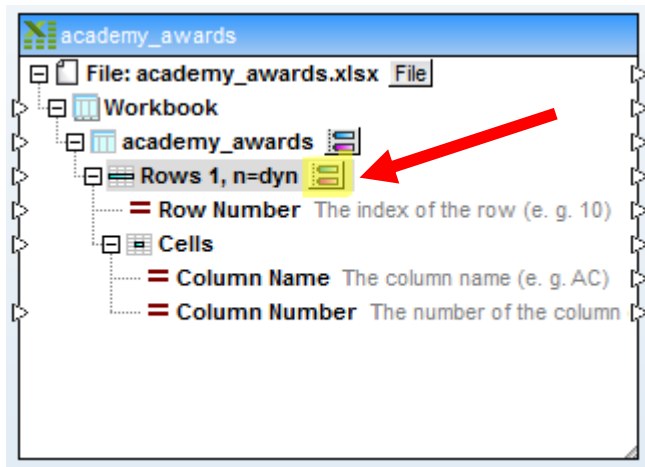 academy_awards
File: academy_awards.xlsx File
Workbook
academy_awards
Rows 1, n=dyn
Row Number The index of the row (e. g. 10)
Cells
Column Name The column name (e. g. AC)
Column Number The number of the column